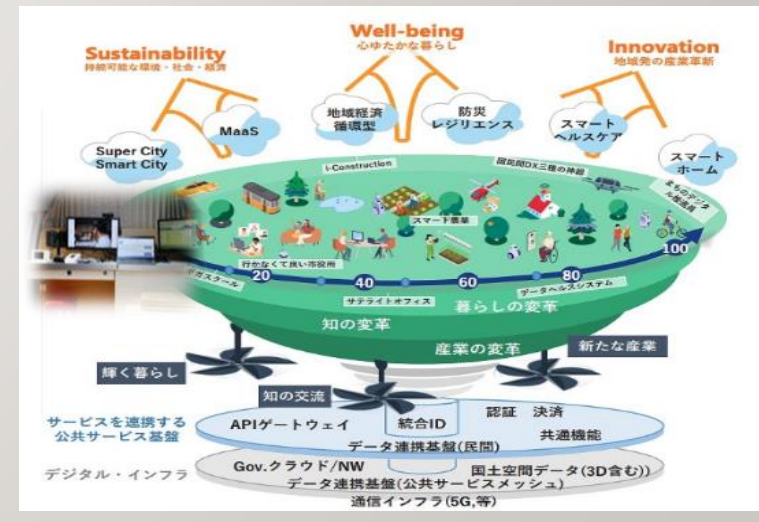 Well-being
心ゆたかな暮らし
Sustainability
持続可能な環境・社会・経済
Innovation
地域発の産業革新
Super City
Smart City
MaaS
地域経済
循環型
防災
レジリエンス
スマート
ヘルスケア
スマート
ホーム
i-Construction
国民間DX三種の神器
スマート農業
行かなくて良い市役所
サテライトオフィス
データヘルスシステム
20
40
60
80
100
知の変革
暮らしの変革
産業の変革
輝く暮らし
知の交流
新たな産業
サービスを連携する
公共サービス基盤
APIゲートウェイ
統合ID
認証 決済
共通機能
データ連携基盤(民間)
デジタル・インフラ
Gov.クラウド/NW
国土空間データ(3D含む))
データ連携基盤(公共サービスメッシュ)
通信インフラ(5G,等)